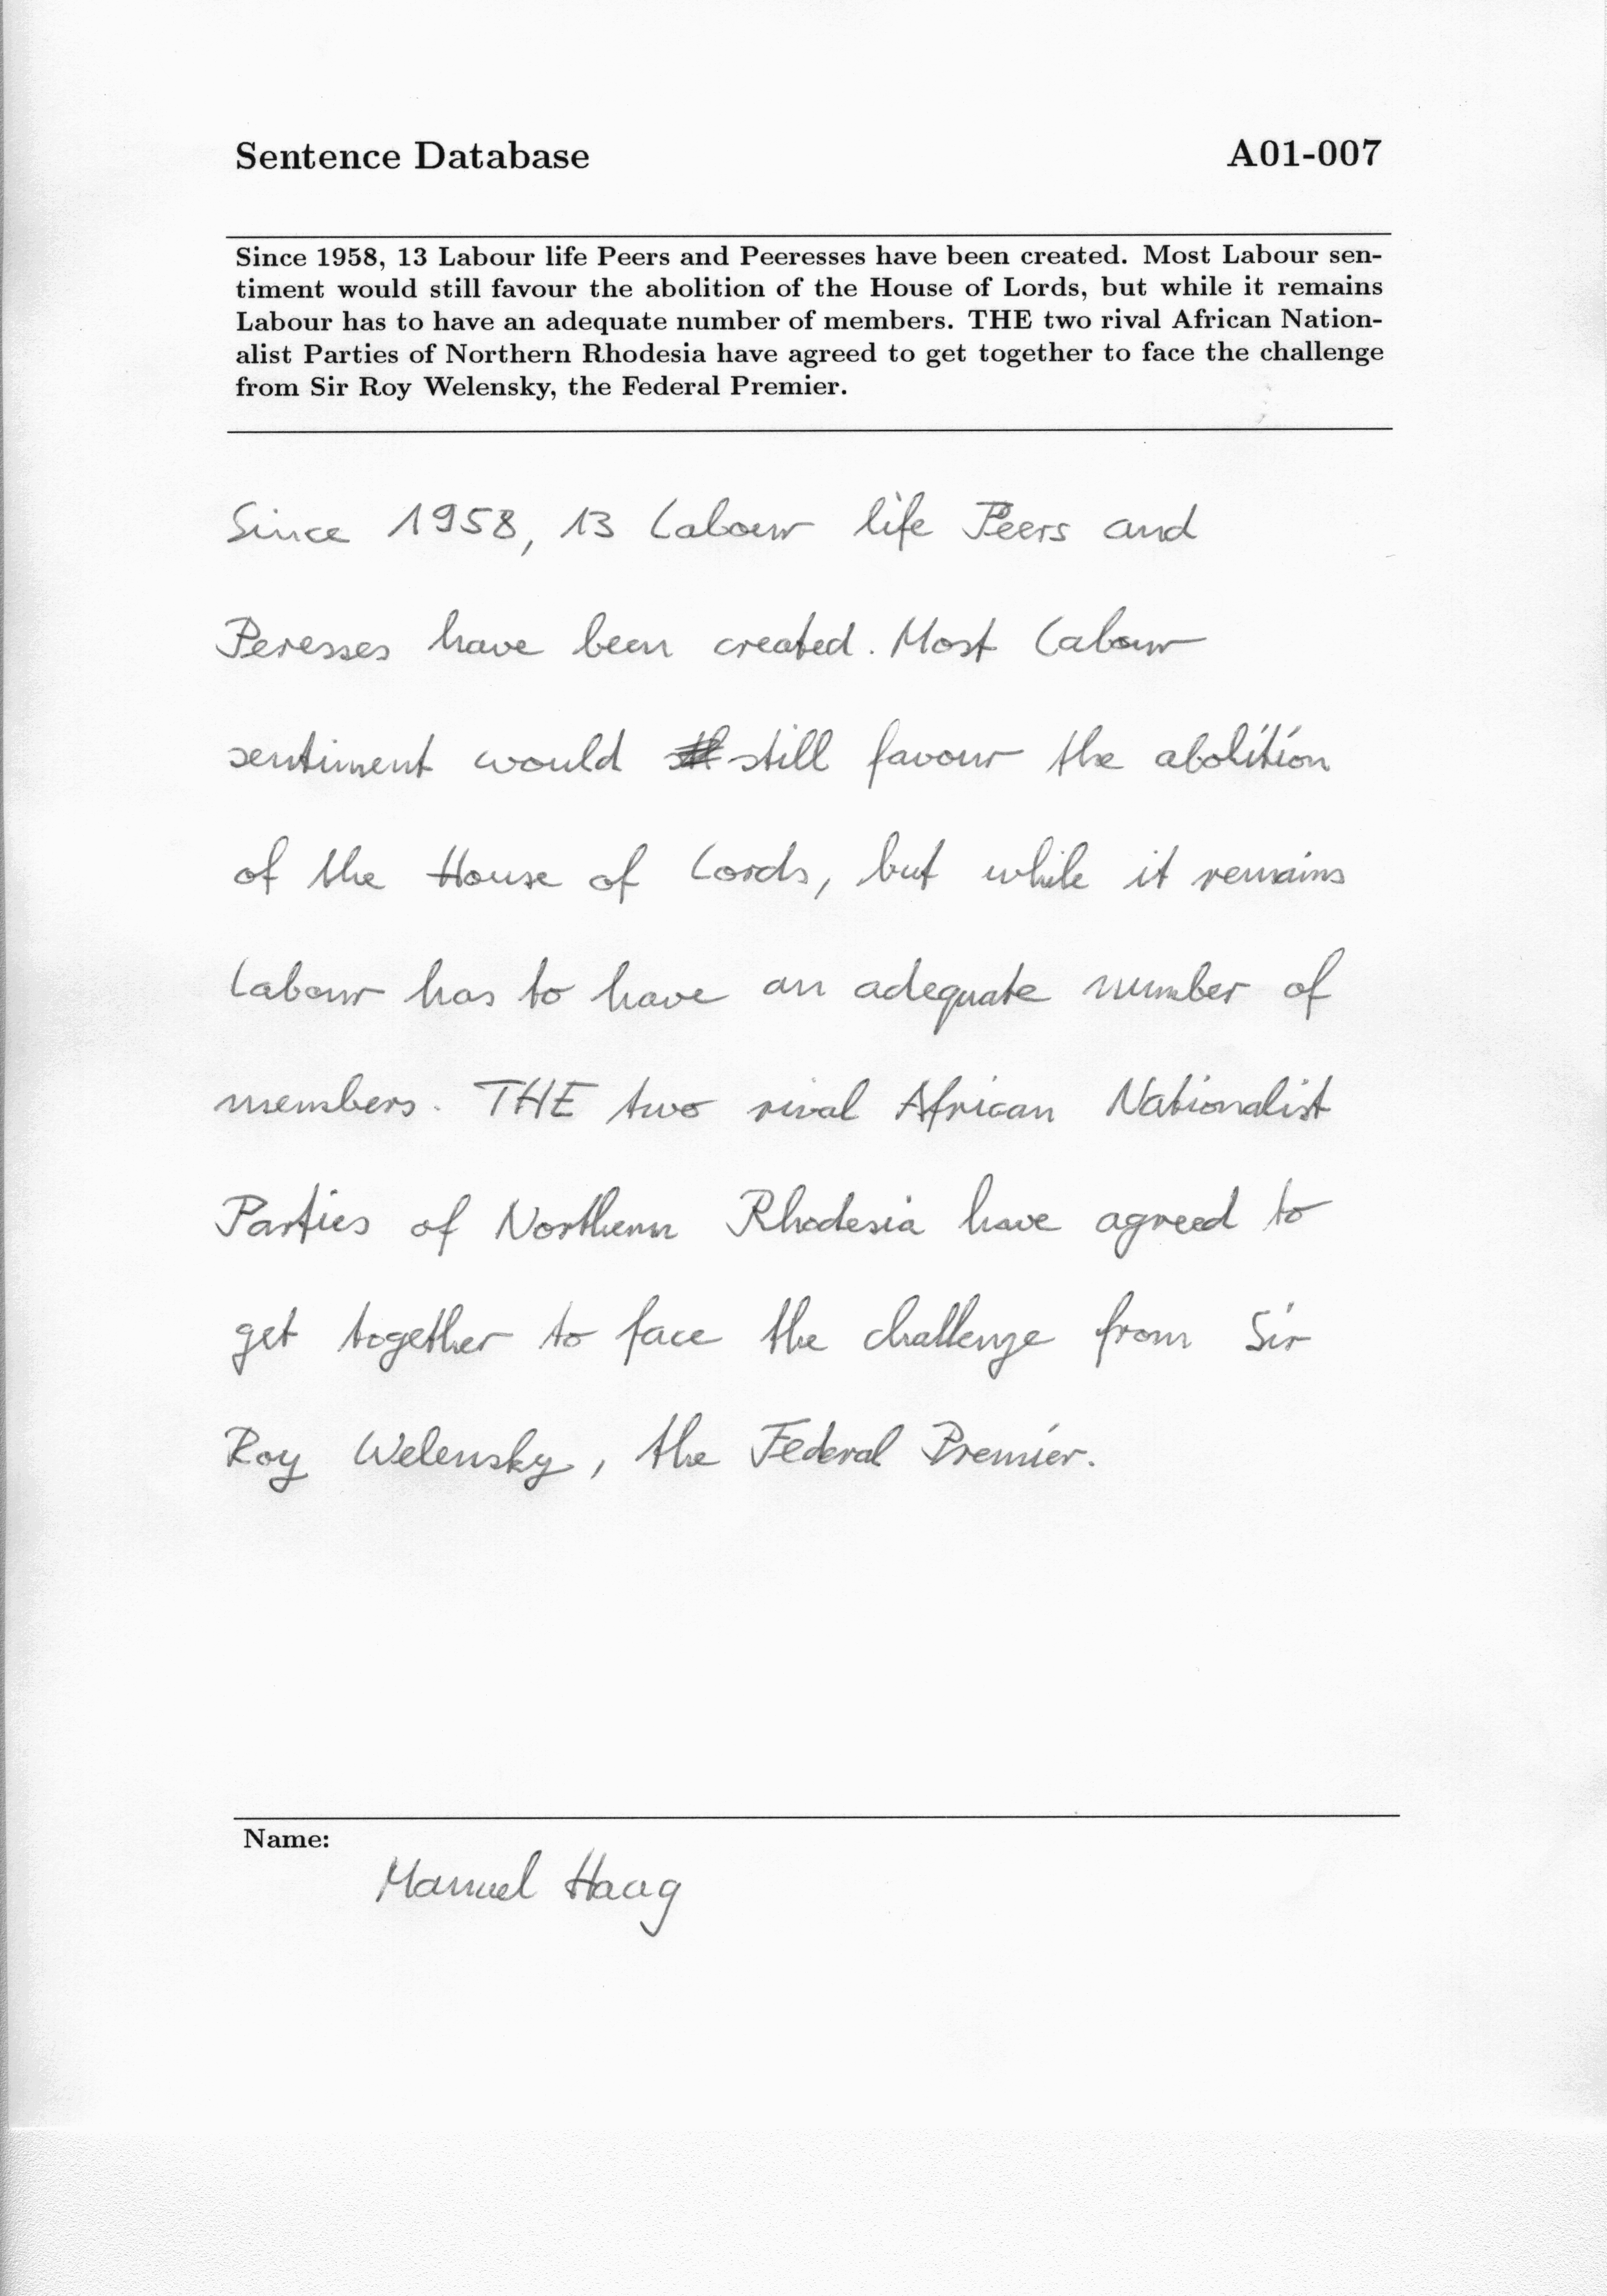 Sentence Database A01-007
Since 1958, 13 Labour life Peers and Peeresses have been created. Most Labour sen-
timent would still favour the abolition of the House of Lords, but while it remains
Labour has to have an adequate number of members. THE two rival African Nation-
alist Parties of Northern Rhodesia have agreed to get together to face the challenge
from Sir Roy Welensky, the Federal Premier.
Since 1958, 13 Labour life Peers and
Peresses have been created. Most Labour
sentiment would still favour the abolition
of the House of Lords, but while it remains
Labour has to have an adequate number of
members. THE two rival African Nationalist
Parties of Northern Rhodesia have agreed to
get together to face the challenge from Sir
Roy Welensky, the Federal Premier.
Name:
Manuel Haag